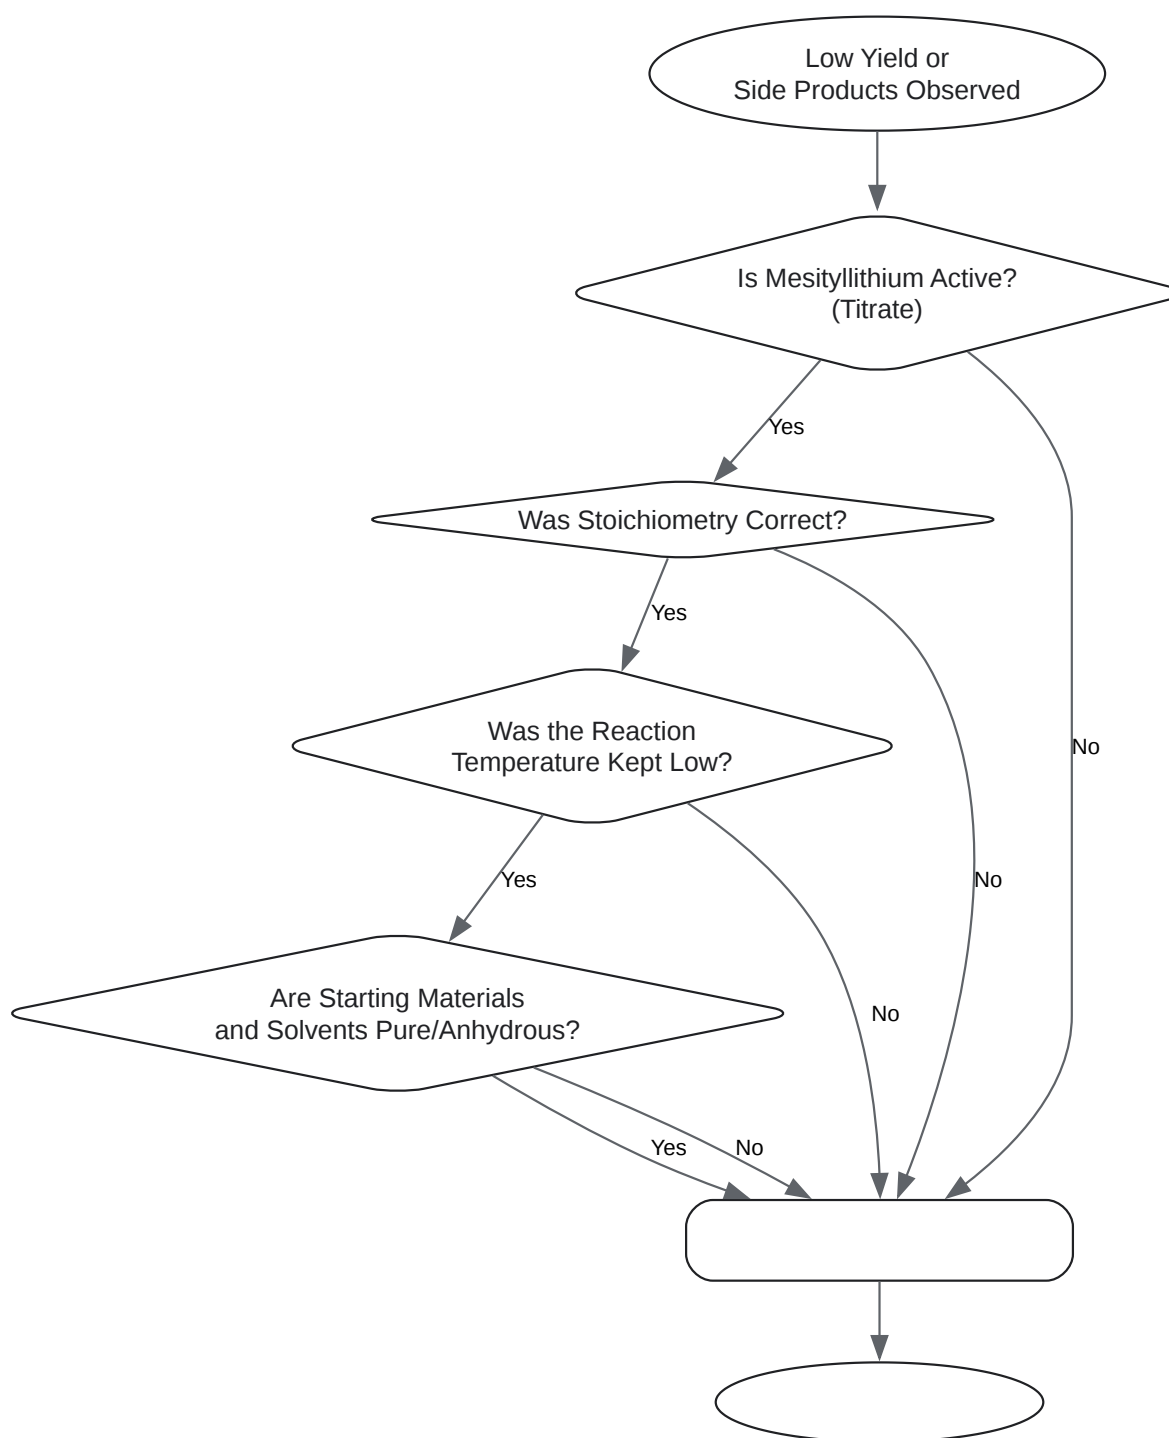 Low Yield or
Side Products Observed
Is Mesityllithium Active?
(Titrate)
Yes
Was Stoichiometry Correct?
Yes
Was the Reaction
Temperature Kept Low?
No
Yes
No
Are Starting Materials
and Solvents Pure/Anhydrous?
No
Yes
No